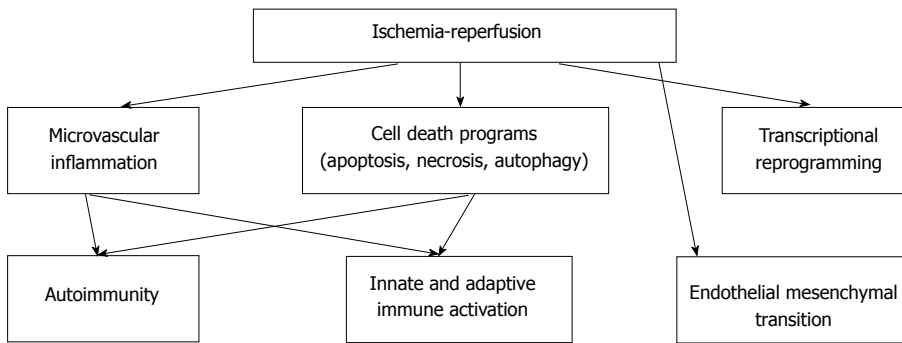 Ischemia-reperfusion
Microvascular
inflammation
Cell death programs
(apoptosis, necrosis, autophagy)
Transcriptional
reprogramming
Autoimmunity
Innate and adaptive
immune activation
Endothelial mesenchymal
transition